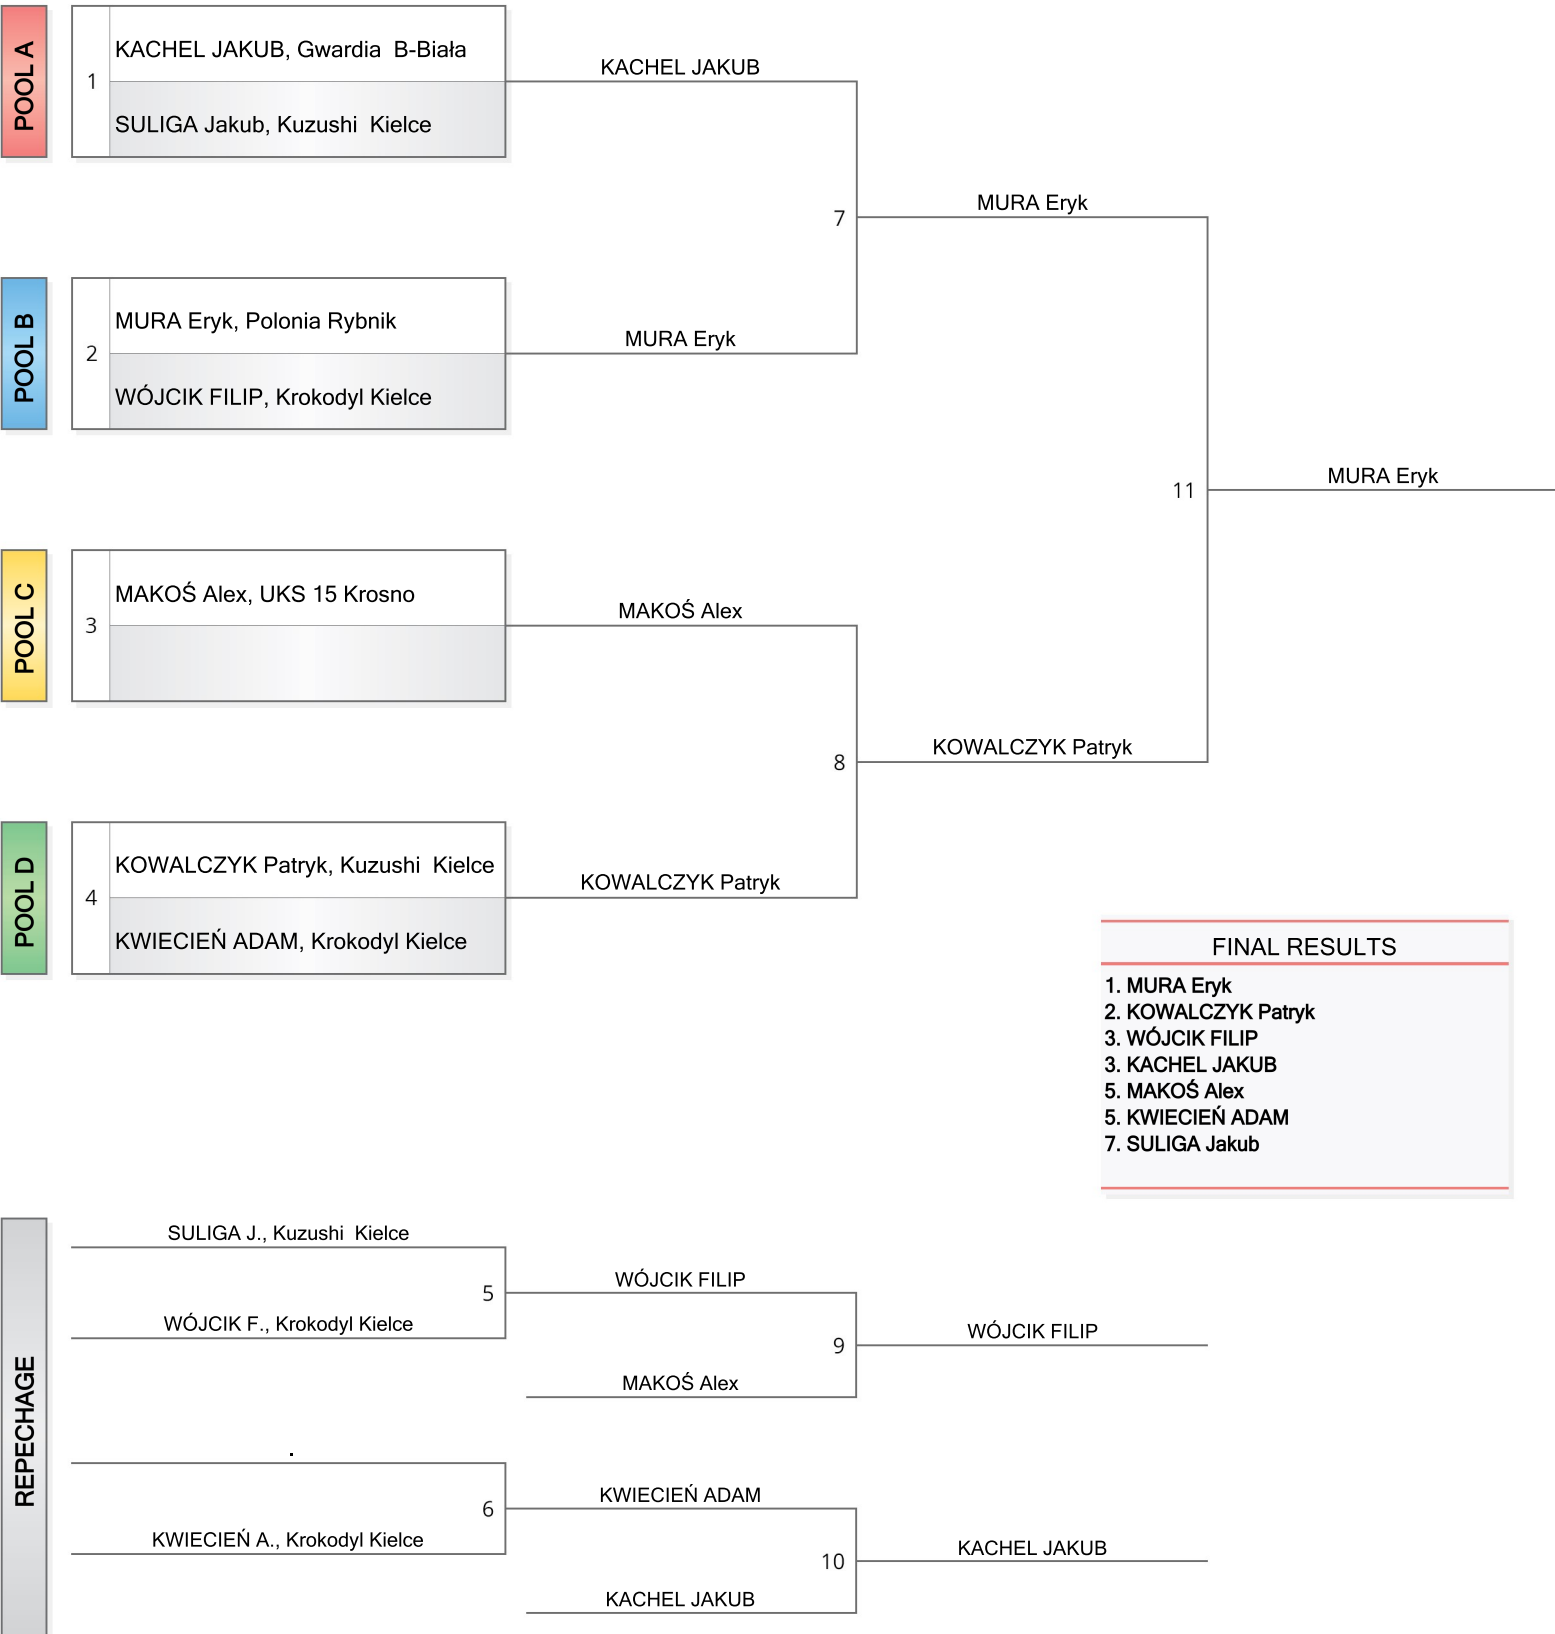 POOL A
1
KACHEL JAKUB, Gwardia  B-Biała
SULIGA Jakub, Kuzushi  Kielce
KACHEL JAKUB
7
MURA Eryk
POOL B
2
MURA Eryk, Polonia Rybnik
WÓJCIK FILIP, Krokodyl Kielce
MURA Eryk
11
MURA Eryk
POOL C
3
MAKOŚ Alex, UKS 15 Krosno
MAKOŚ Alex
8
KOWALCZYK Patryk
POOL D
4
KOWALCZYK Patryk, Kuzushi  Kielce
KWIECIEŃ ADAM, Krokodyl Kielce
KOWALCZYK Patryk
FINAL RESULTS
1. MURA Eryk
2. KOWALCZYK Patryk
3. WÓJCIK FILIP
3. KACHEL JAKUB
5. MAKOŚ Alex
5. KWIECIEŃ ADAM
7. SULIGA Jakub
REPECHAGE
SULIGA J., Kuzushi  Kielce
5
WÓJCIK F., Krokodyl Kielce
WÓJCIK FILIP
9
MAKOŚ Alex
WÓJCIK FILIP
.
6
KWIECIEŃ A., Krokodyl Kielce
KWIECIEŃ ADAM
10
KACHEL JAKUB
KACHEL JAKUB